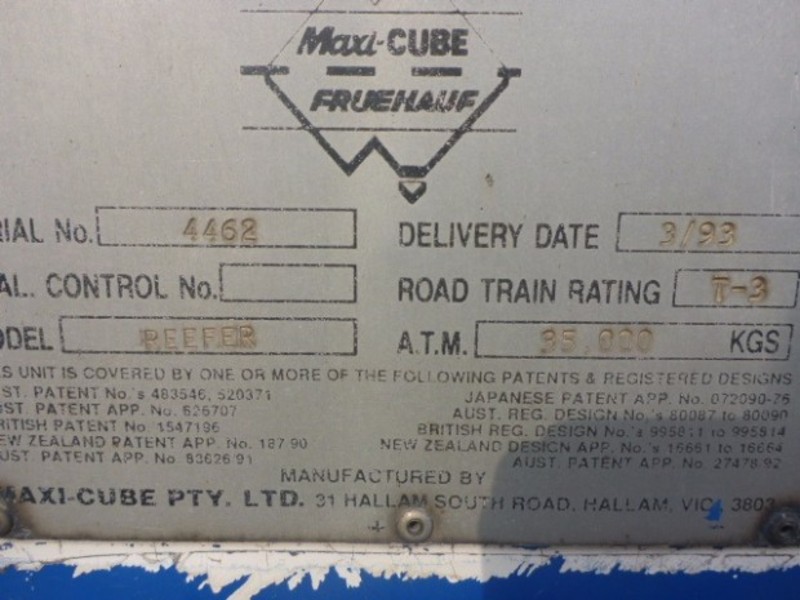 Maxi-CUBE
FRUEHAUF
RIAL No. 4462
DELIVERY DATE 3/93
AL. CONTROL No.
ROAD TRAIN RATING T-3
ODEL REEFER
A.T.M. 35,000 KGS
S UNIT IS COVERED BY ONE OR MORE OF THE FOLLOWING PATENTS & REGISTERED DESIGNS
ST. PATENT No.'s 483546, 520371
JAPANESE PATENT APP. No. 072090-76
ST. PATENT APP. No. 626707
AUST. REG. DESIGN No.'s 80087 to 80090
RITISH PATENT No. 1547196
BRITISH REG. DESIGN No.'s 995811 to 995814
EW ZEALAND PATENT APP. No. 187 90
NEW ZEALAND DESIGN APP. No.'s 16661 to 16664
UST. PATENT APP. No 83626/91
AUST. PATENT APP. No. 27478/92
MANUFACTURED BY
MAXI-CUBE PTY. LTD. 31 HALLAM SOUTH ROAD, HALLAM, VIC. 3803